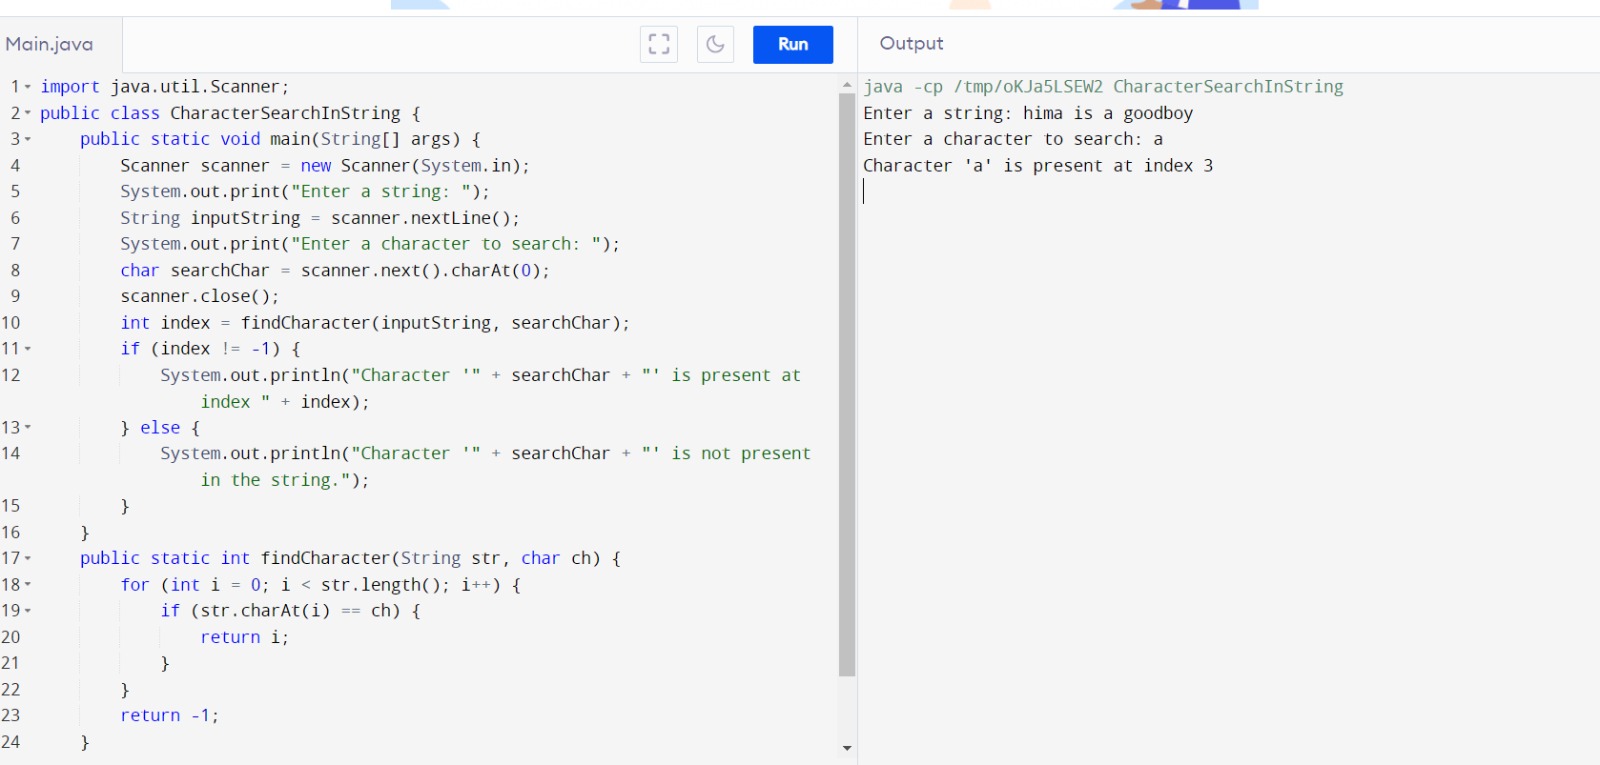 Main.java
Run
Output
1 import java.util.Scanner;
2 public class CharacterSearchInString {
3     public static void main(String[] args) {
4         Scanner scanner = new Scanner(System.in);
5         System.out.print("Enter a string: ");
6         String inputString = scanner.nextLine();
7         System.out.print("Enter a character to search: ");
8         char searchChar = scanner.next().charAt(0);
9         scanner.close();
10         int index = findCharacter(inputString, searchChar);
11         if (index != -1) {
12             System.out.println("Character '" + searchChar + "' is present at
                index " + index);
13         } else {
14             System.out.println("Character '" + searchChar + "' is not present
                in the string.");
15         }
16     }
17     public static int findCharacter(String str, char ch) {
18         for (int i = 0; i < str.length(); i++) {
19             if (str.charAt(i) == ch) {
20                 return i;
21             }
22         }
23         return -1;
24     }
java -cp /tmp/oKJa5LSEW2 CharacterSearchInString
Enter a string: hima is a goodboy
Enter a character to search: a
Character 'a' is present at index 3